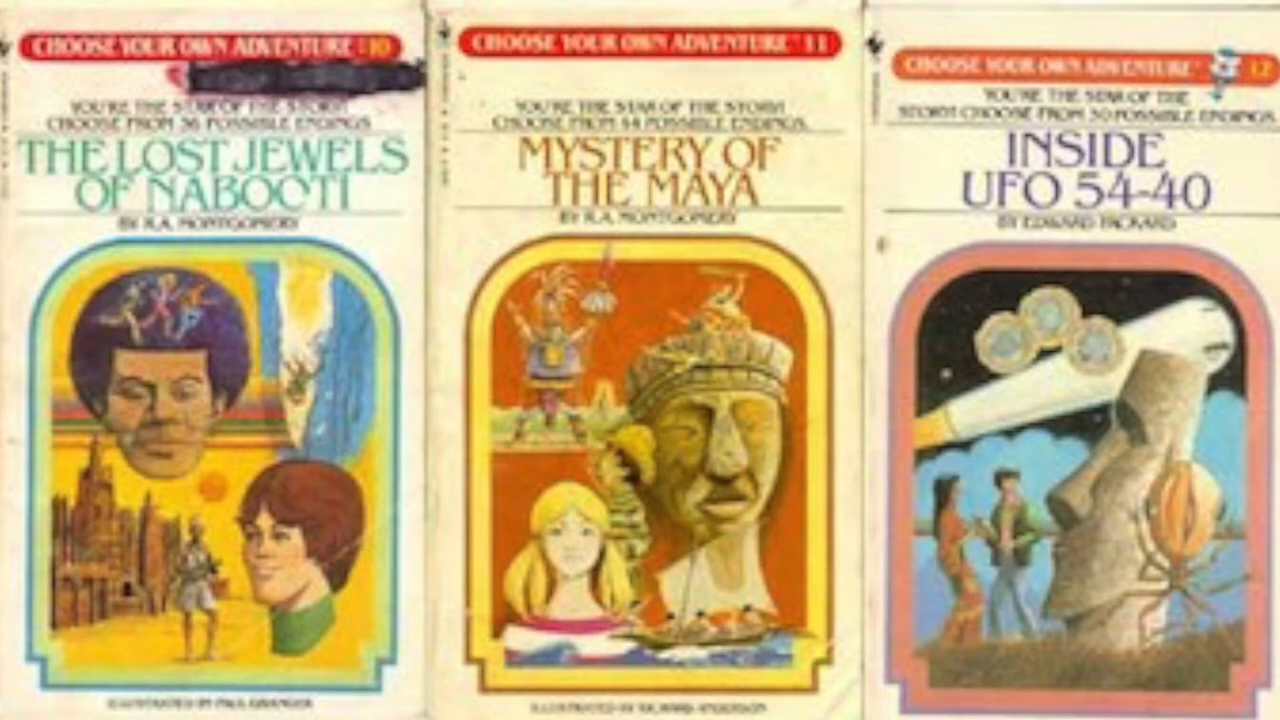 CHOOSE YOUR OWN ADVENTURE 10
YOU'RE THE STAR OF THE STORY!
CHOOSE FROM 36 POSSIBLE ENDINGS
THE LOST JEWELS
OF NABOOTI
BY R.A. MONTGOMERY
ILLUSTRATED BY PAUL GRANGER
CHOOSE YOUR OWN ADVENTURE 11
YOU'RE THE STAR OF THE STORY!
CHOOSE FROM 44 POSSIBLE ENDINGS.
MYSTERY OF
THE MAYA
BY R.A. MONTGOMERY
ILLUSTRATED BY RICHARD ANDERSON
CHOOSE YOUR OWN ADVENTURE 12
YOU'RE THE STAR OF THE
STORY! CHOOSE FROM 30 POSSIBLE ENDINGS.
INSIDE
UFO 54-40
BY EDWARD PACKARD